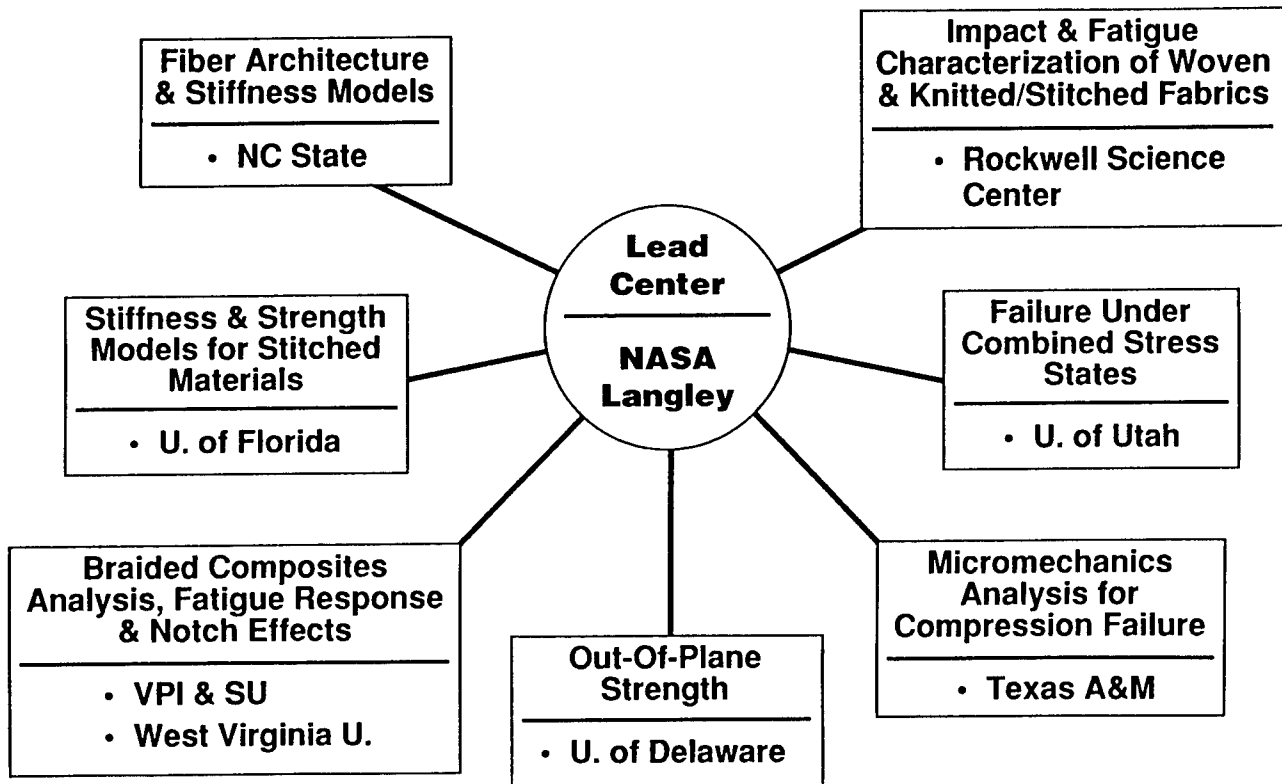 Fiber Architecture
& Stiffness Models
• NC State
Impact & Fatigue
Characterization of Woven
& Knitted/Stitched Fabrics
• Rockwell Science
Center
Lead
Center
NASA
Langley
Stiffness & Strength
Models for Stitched
Materials
• U. of Florida
Failure Under
Combined Stress
States
• U. of Utah
Braided Composites
Analysis, Fatigue Response
& Notch Effects
• VPI & SU
• West Virginia U.
Out-Of-Plane
Strength
• U. of Delaware
Micromechanics
Analysis for
Compression Failure
• Texas A&M